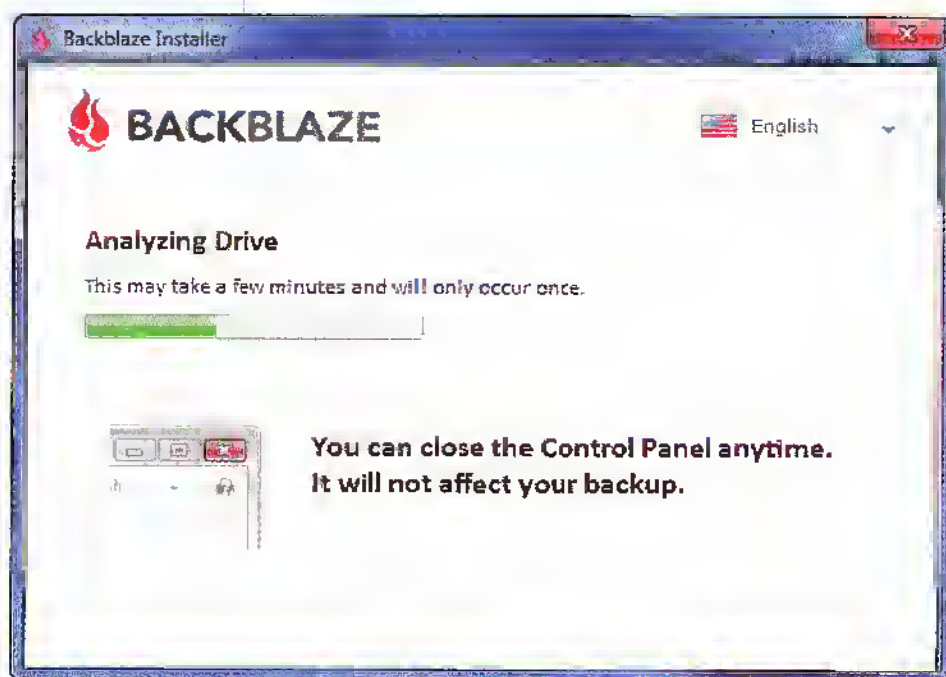 Backblaze Installer
BACKBLAZE
English
Analyzing Drive
This may take a few minutes and will only occur once.
You can close the Control Panel anytime.
It will not affect your backup.